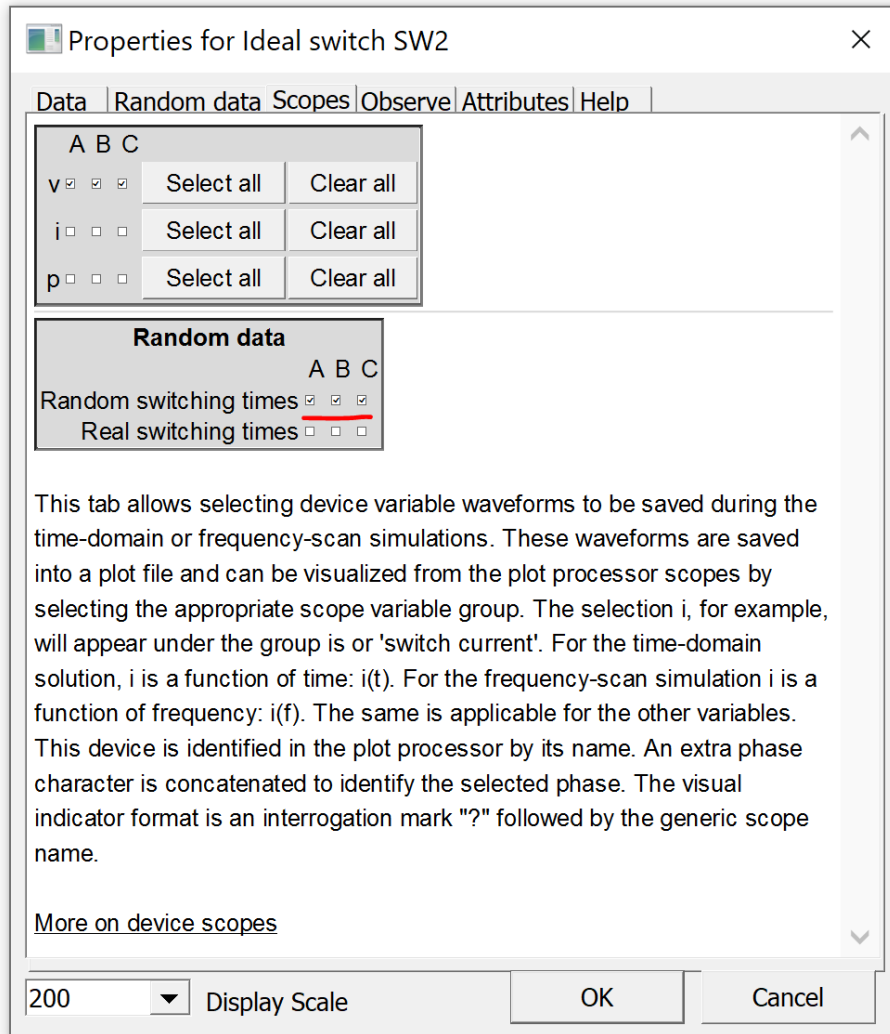 Properties for Ideal switch SW2
Data Random data Scopes Observe Attributes Help
A B C
v Select all Clear all
i Select all Clear all
p Select all Clear all
Random data
A B C
Random switching times
Real switching times
This tab allows selecting device variable waveforms to be saved during the
time-domain or frequency-scan simulations. These waveforms are saved
into a plot file and can be visualized from the plot processor scopes by
selecting the appropriate scope variable group. The selection i, for example,
will appear under the group is or 'switch current'. For the time-domain
solution, i is a function of time: i(t). For the frequency-scan simulation i is a
function of frequency: i(f). The same is applicable for the other variables.
This device is identified in the plot processor by its name. An extra phase
character is concatenated to identify the selected phase. The visual
indicator format is an interrogation mark "?" followed by the generic scope
name.
More on device scopes
200 Display Scale OK Cancel